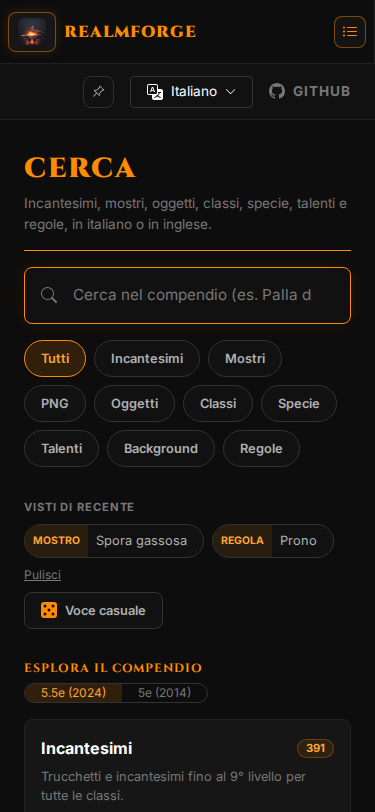 REALMFORGE
Italiano
GITHUB
CERCA
Incantesimi, mostri, oggetti, classi, specie, talenti e
regole, in italiano o in inglese.
Cerca nel compendio (es. Palla d
Tutti
Incantesimi
Mostri
PNG
Oggetti
Classi
Specie
Talenti
Background
Regole
VISTI DI RECENTE
MOSTRO Spora gassosa
REGOLA Prono
Pulisci
Voce casuale
ESPLORA IL COMPENDIO
5.5e (2024)
5e (2014)
Incantesimi
391
Trucchetti e incantesimi fino al 9° livello per
tutte le classi.